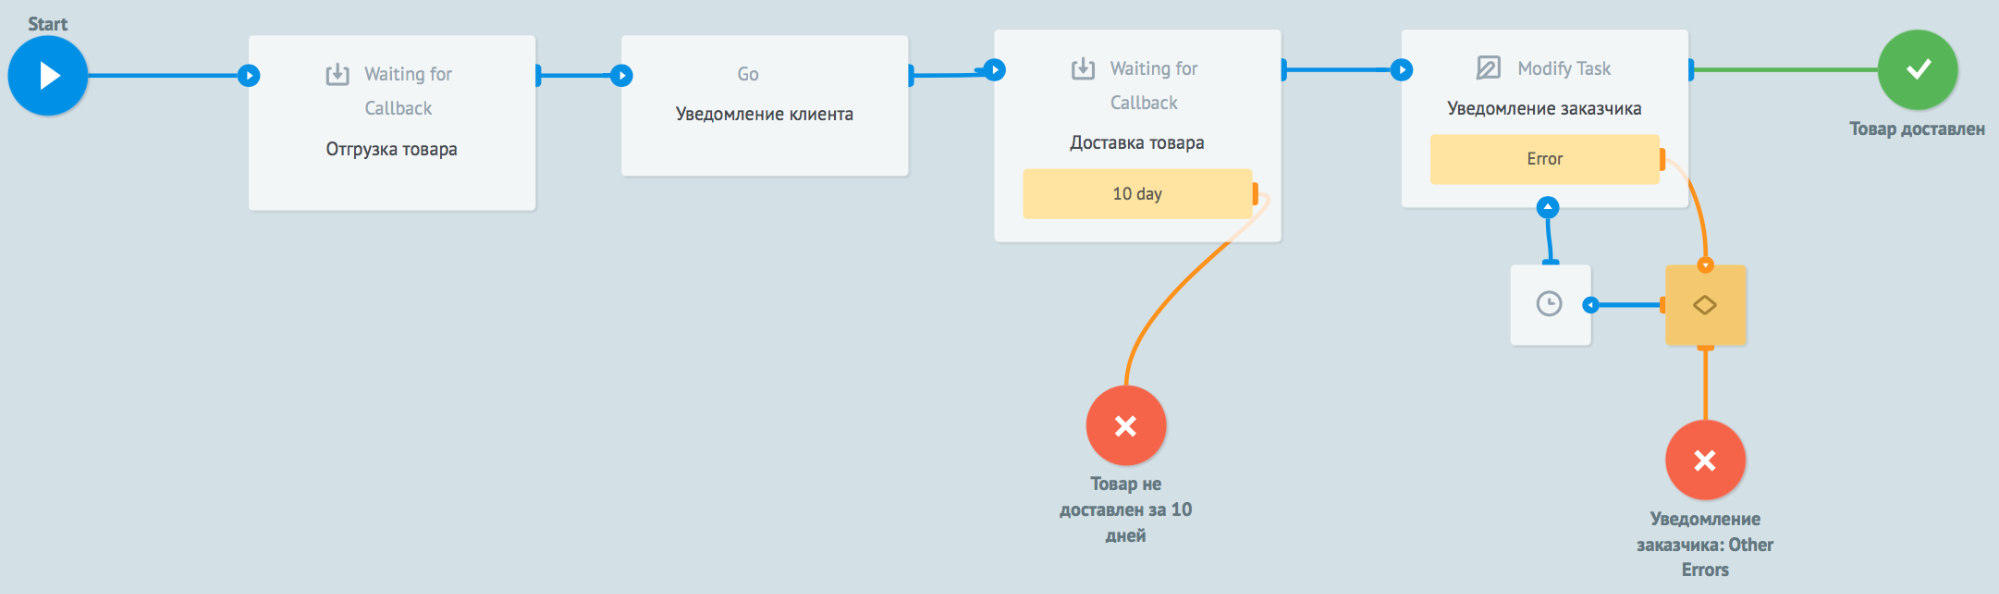 Start
Waiting for
Callback
Отгрузка товара
Go
Уведомление клиента
Waiting for
Callback
Доставка товара
10 day
Modify Task
Уведомление заказчика
Error
Товар доставлен
Товар не
доставлен за 10
дней
Уведомление
заказчика: Other
Errors